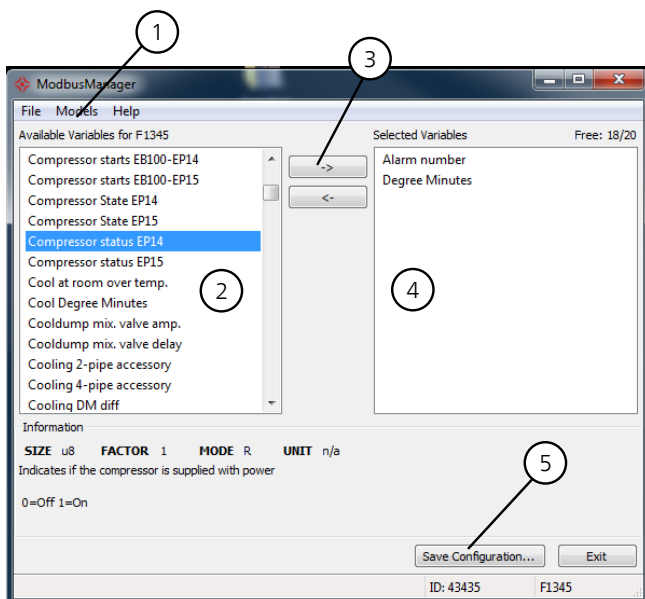 1
3
ModbusManager
File Models Help
Available Variables for F1345
Selected Variables Free: 18/20
Compressor starts EB100-EP14
Compressor starts EB100-EP15
Compressor State EP14
Compressor State EP15
Compressor status EP14
Compressor status EP15
Cool at room over temp.
Cool Degree Minutes
Cooldump mix. valve amp.
Cooldump mix. valve delay
Cooling 2-pipe accessory
Cooling 4-pipe accessory
Cooling DM diff
2
->
<-
Alarm number
Degree Minutes
4
Information
SIZE u8 FACTOR 1 MODE R UNIT n/a
Indicates if the compressor is supplied with power
0=Off 1=On
5
Save Configuration... Exit
ID: 43435 F1345